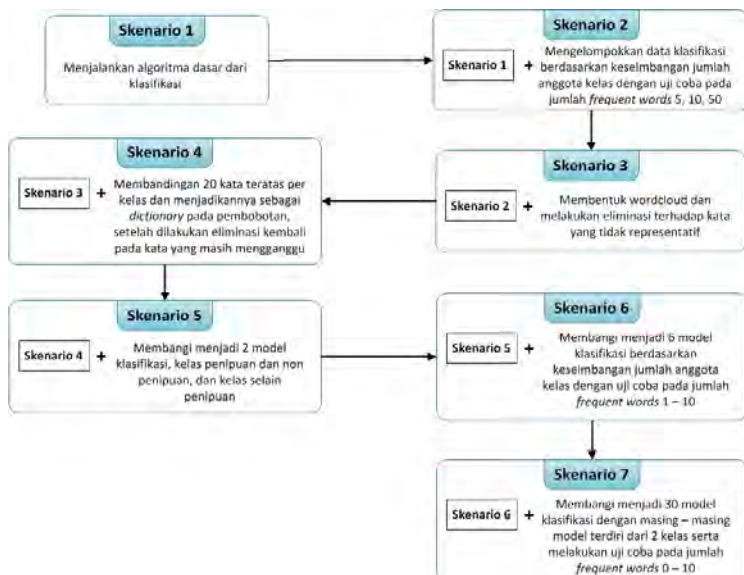 Skenario 1
Menjalankan algoritma dasar dari
klasifikasi
Skenario 2
Skenario 1
+
Mengelompokkan data klasifikasi
berdasarkan keseimbangan jumlah
anggota kelas dengan uji coba pada
jumlah frequent words 5, 10, 50
Skenario 3
Skenario 2
+
Membentuk wordcloud dan
melakukan eliminasi terhadap kata
yang tidak representatif
Skenario 4
Skenario 3
+
Membandingan 20 kata teratas per
kelas dan menjadikannya sebagai
dictionary pada pembobotan,
setelah dilakukan eliminasi kembali
pada kata yang masih mengganggu
Skenario 5
Skenario 4
+
Membangi menjadi 2 model
klasifikasi, kelas penipuan dan non
penipuan, dan kelas selain
penipuan
Skenario 6
Skenario 5
+
Membangi menjadi 6 model
klasifikasi berdasarkan
keseimbangan jumlah anggota
kelas dengan uji coba pada jumlah
frequent words 1 – 10
Skenario 7
Skenario 6
+
Membangi menjadi 30 model
klasifikasi dengan masing – masing
model terdiri dari 2 kelas serta
melakukan uji coba pada jumlah
frequent words 0 – 10